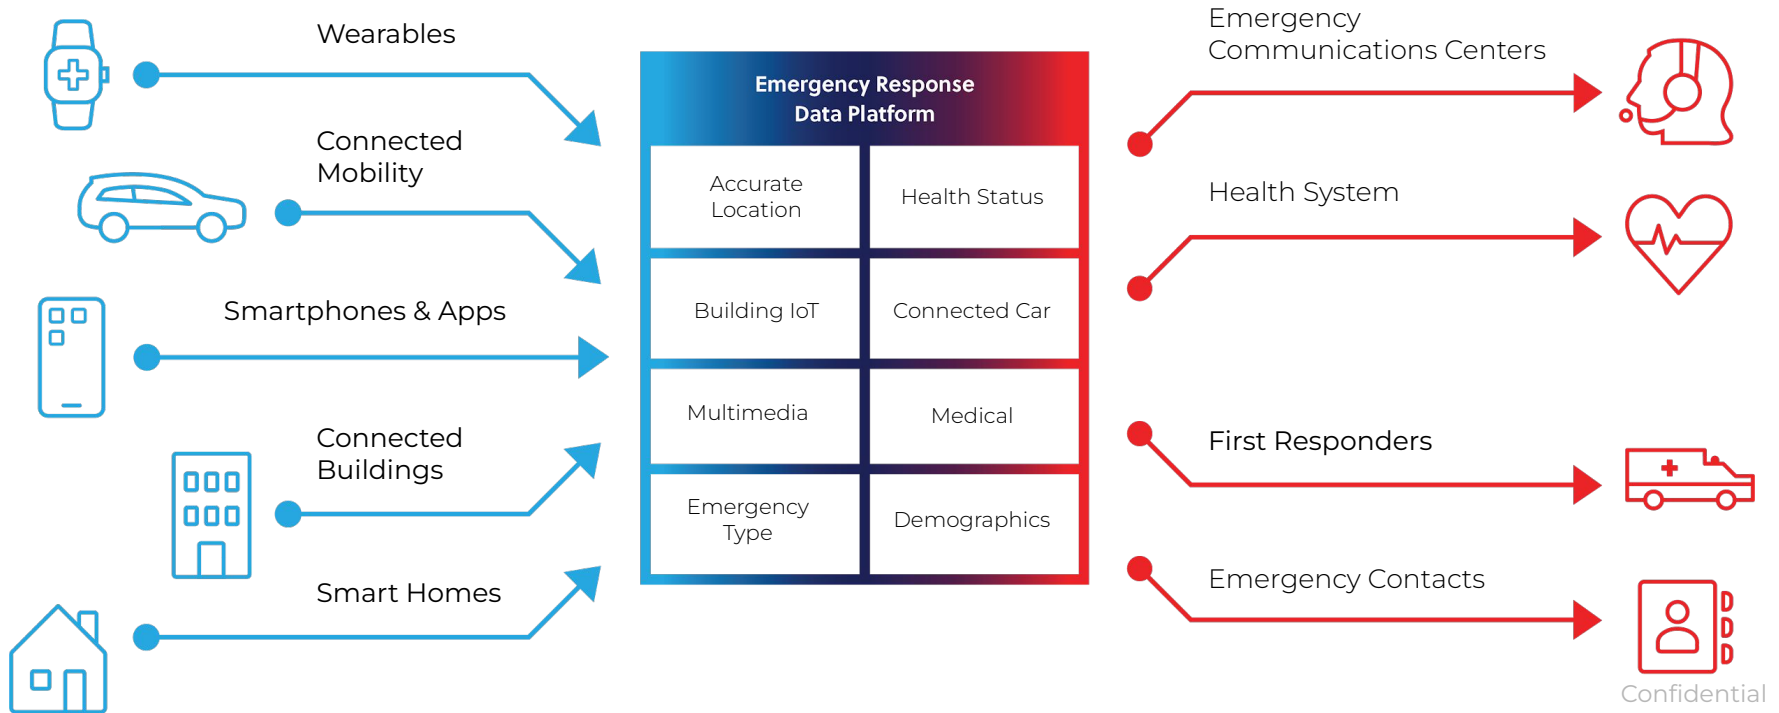 Wearables
Connected
Mobility
Smartphones & Apps
Connected
Buildings
Smart Homes
Emergency Response
Data Platform
Accurate
Location
Health Status
Building IoT
Connected Car
Multimedia
Medical
Emergency
Type
Demographics
Emergency
Communications Centers
Health System
First Responders
Emergency Contacts
Confidential